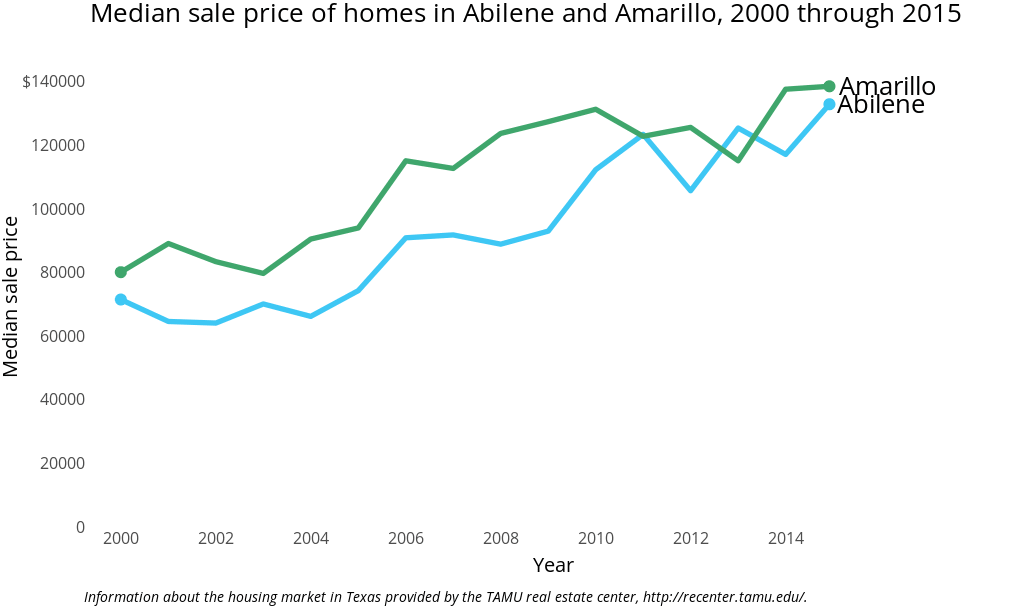 Median sale price of homes in Abilene and Amarillo, 2000 through 2015
$140000
120000
100000
80000
60000
40000
20000
0
Median sale price
Amarillo
Abilene
2000 2002 2004 2006 2008 2010 2012 2014
Year
Information about the housing market in Texas provided by the TAMU real estate center, http://recenter.tamu.edu/.